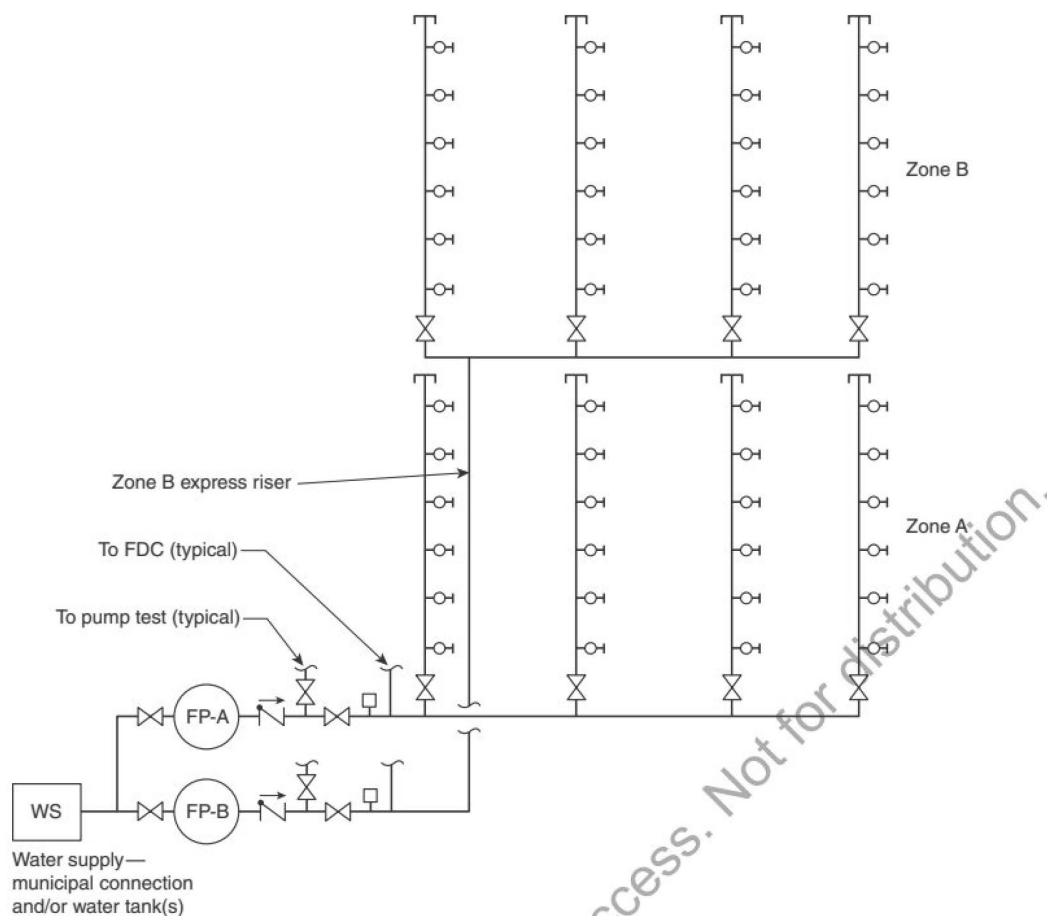 Zone B
Zone B express riser
Zone A
To FDC (typical)
To pump test (typical)
FP-A
FP-B
WS
Water supply—
municipal connection
and/or water tank(s)
Not for distribution.